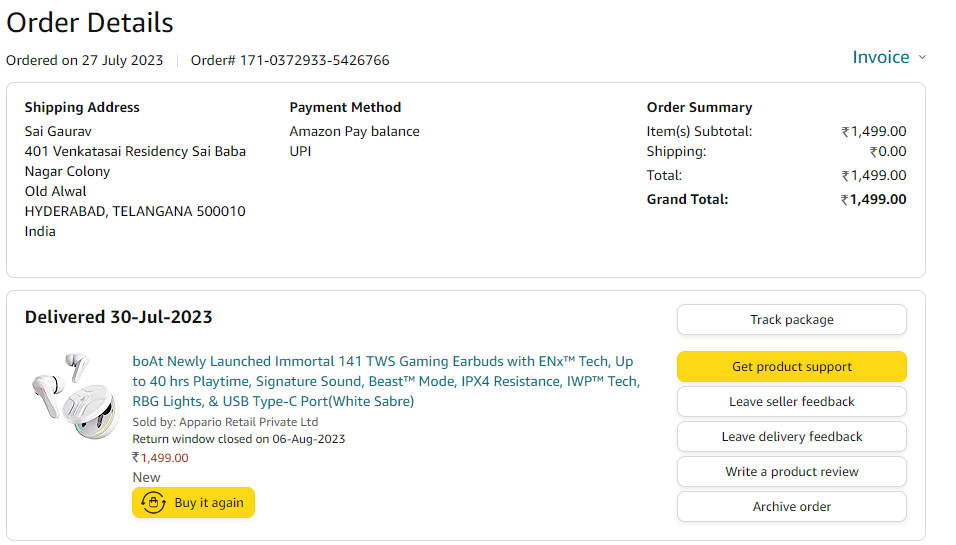 Order Details
Ordered on 27 July 2023 Order# 171-0372933-5426766
Invoice
Shipping Address
Sai Gaurav
401 Venkatasai Residency Sai Baba
Nagar Colony
Old Alwal
HYDERABAD, TELANGANA 500010
India
Payment Method
Amazon Pay balance
UPI
Order Summary
Item(s) Subtotal: ₹1,499.00
Shipping: ₹0.00
Total: ₹1,499.00
Grand Total: ₹1,499.00
Delivered 30-Jul-2023
boAt Newly Launched Immortal 141 TWS Gaming Earbuds with ENx™ Tech, Up
to 40 hrs Playtime, Signature Sound, Beast™ Mode, IPX4 Resistance, IWP™ Tech,
RBG Lights, & USB Type-C Port(White Sabre)
Sold by: Appario Retail Private Ltd
Return window closed on 06-Aug-2023
₹1,499.00
New
Buy it again
Track package
Get product support
Leave seller feedback
Leave delivery feedback
Write a product review
Archive order